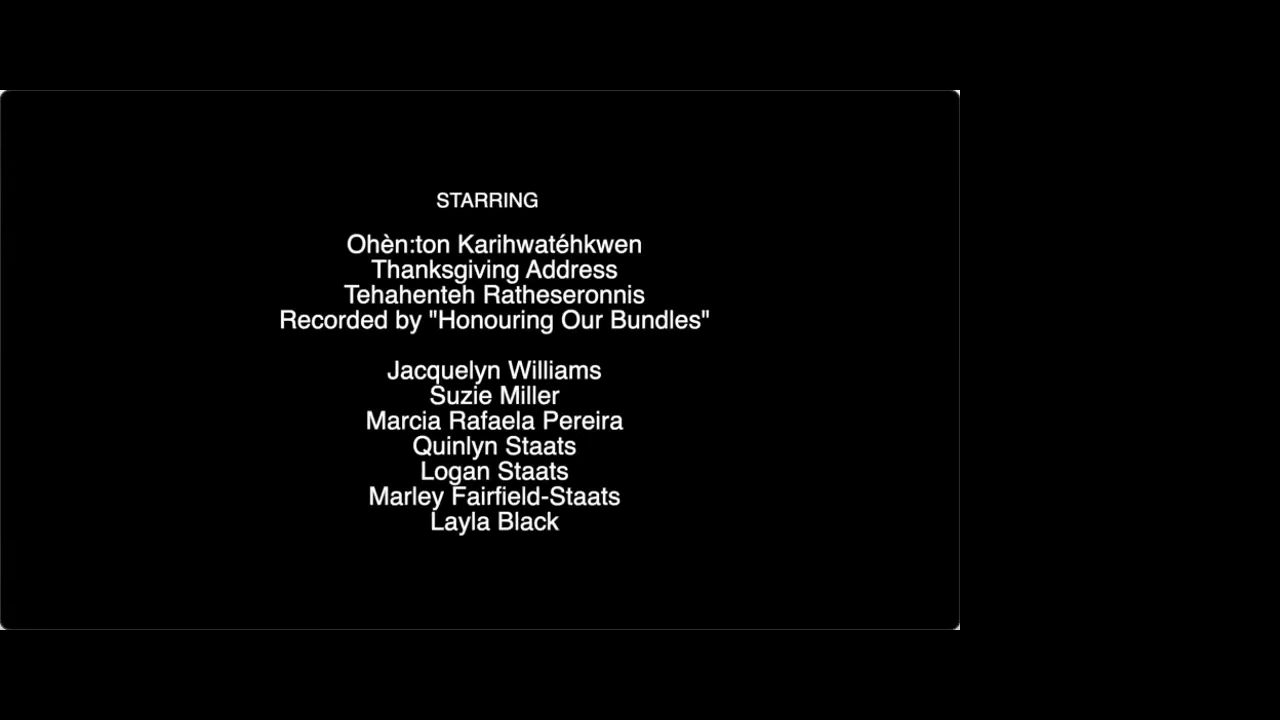 STARRING
Ohèn:ton Karihwatéhkwen
Thanksgiving Address
Tehahenteh Ratheseronnis
Recorded by "Honouring Our Bundles"
Jacquelyn Williams
Suzie Miller
Marcia Rafaela Pereira
Quinlyn Staats
Logan Staats
Marley Fairfield-Staats
Layla Black